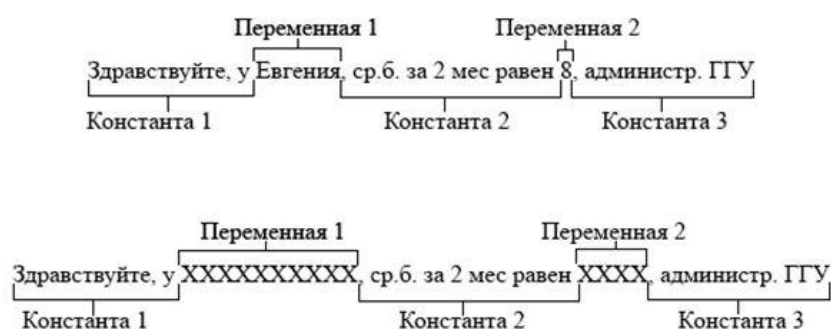 Переменная 1 Переменная 2
Здравствуйте, у Евгения, ср.б. за 2 мес равен 8, администр. ГГУ
Константа 1 Константа 2 Константа 3
Переменная 1 Переменная 2
Здравствуйте, у XXXXXXXXXX, ср.б. за 2 мес равен XXXX, администр. ГГУ
Константа 1 Константа 2 Константа 3